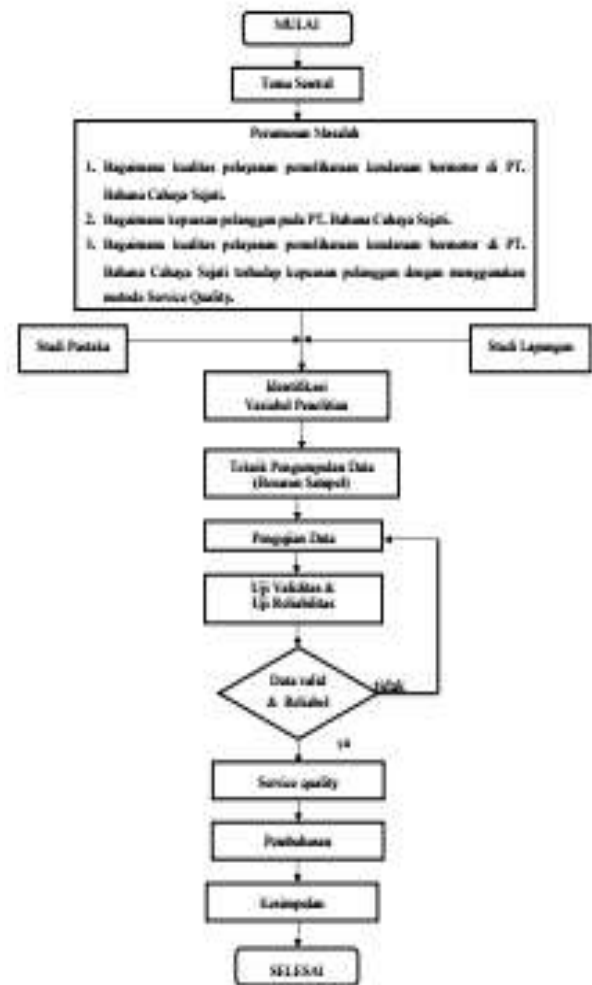 MULAI
Tema Sentral
Perumusan Masalah
1. Bagaimana kualitas pelayanan pemeliharaan kendaraan bermotor di PT.
Bahana Cahaya Sejati.
2. Bagaimana kepuasan pelanggan pada PT. Bahana Cahaya Sejati.
3. Bagaimana kualitas pelayanan pemeliharaan kendaraan bermotor di PT.
Bahana Cahaya Sejati terhadap kepuasan pelanggan dengan menggunakan
metode Service Quality.
Studi Pustaka
Studi Lapangan
Identifikasi
Variabel Penelitian
Teknik Pengumpulan Data
(Besaran Sampel)
Pengujian Data
Uji Validitas &
Uji Reliabilitas
Data valid
& Reliabel
tidak
ya
Service quality
Pembahasan
Kesimpulan
SELESAI